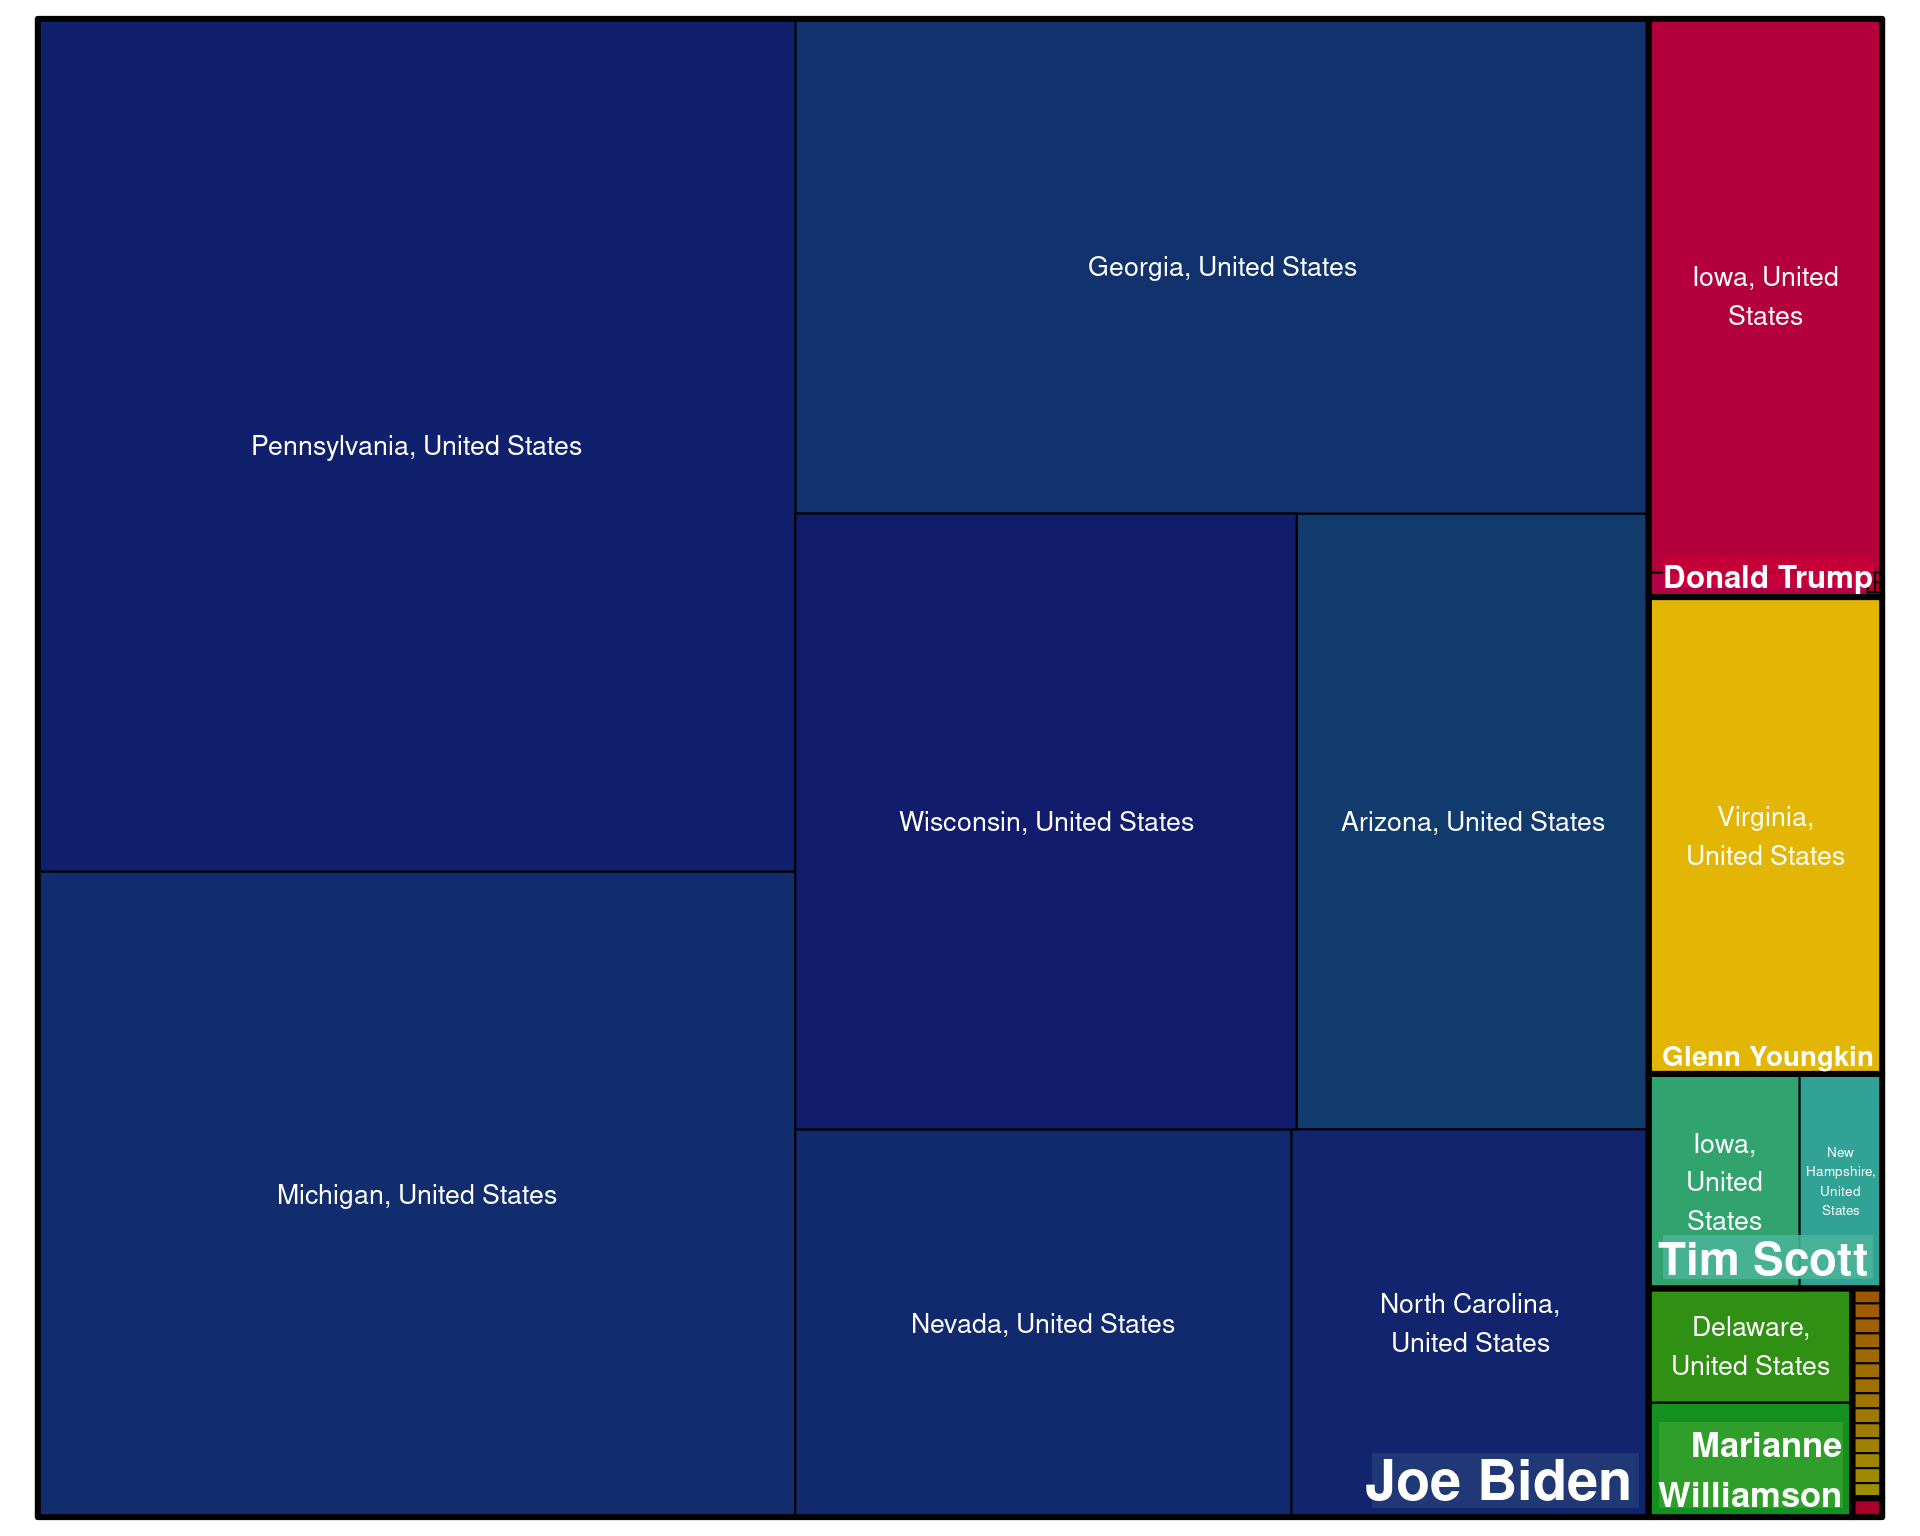 Pennsylvania, United States
Georgia, United States
Iowa, United
States
Donald Trump
Wisconsin, United States
Arizona, United States
Virginia,
United States
Glenn Youngkin
Michigan, United States
Nevada, United States
North Carolina,
United States
Joe Biden
Iowa,
United
States
New
Hampshire,
United
States
Tim Scott
Delaware,
United States
Marianne
Williamson